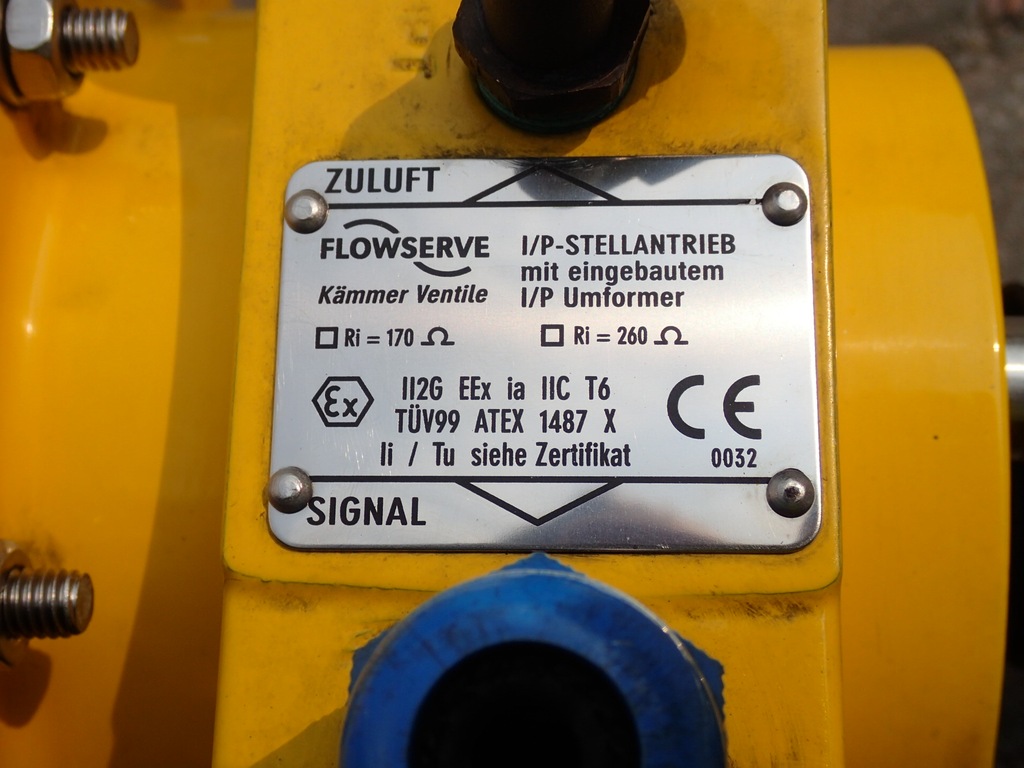 ZULUFT
FLOWSERVE
Kämmer Ventile
I/P-STELLANTRIEB
mit eingebautem
I/P Umformer
Ri = 170 Ω
Ri = 260 Ω
Ex
II2G EEx ia IIC T6
TÜV99 ATEX 1487 X
Ii / Tu siehe Zertifikat
CE
0032
SIGNAL